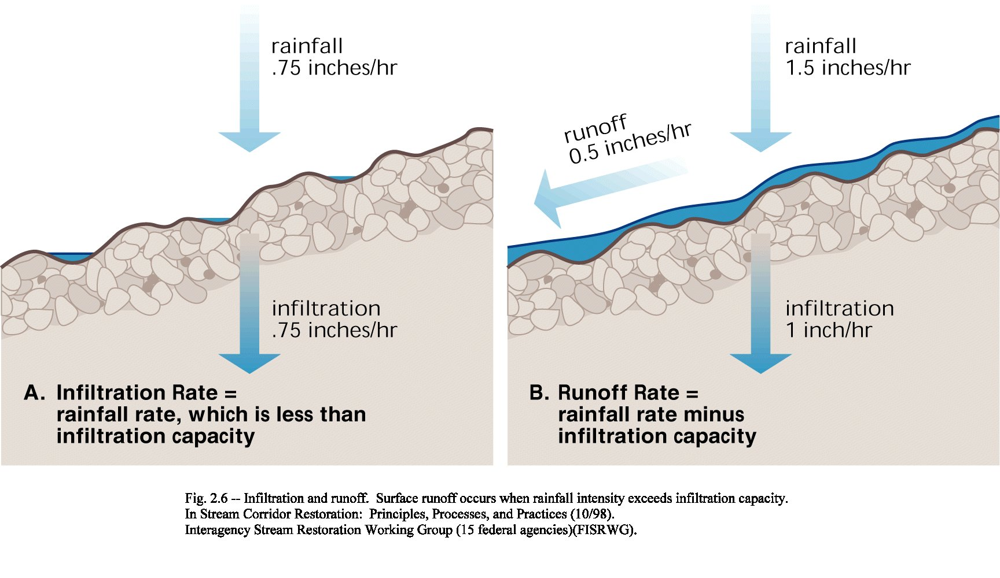 rainfall
.75 inches/hr
infiltration
.75 inches/hr
A. Infiltration Rate =
rainfall rate, which is less than
infiltration capacity
rainfall
1.5 inches/hr
runoff
0.5 inches/hr
infiltration
1 inch/hr
B. Runoff Rate =
rainfall rate minus
infiltration capacity
Fig. 2.6 -- Infiltration and runoff.  Surface runoff occurs when rainfall intensity exceeds infiltration capacity.
In Stream Corridor Restoration:  Principles, Processes, and Practices (10/98).
Interagency Stream Restoration Working Group (15 federal agencies)(FISRWG).